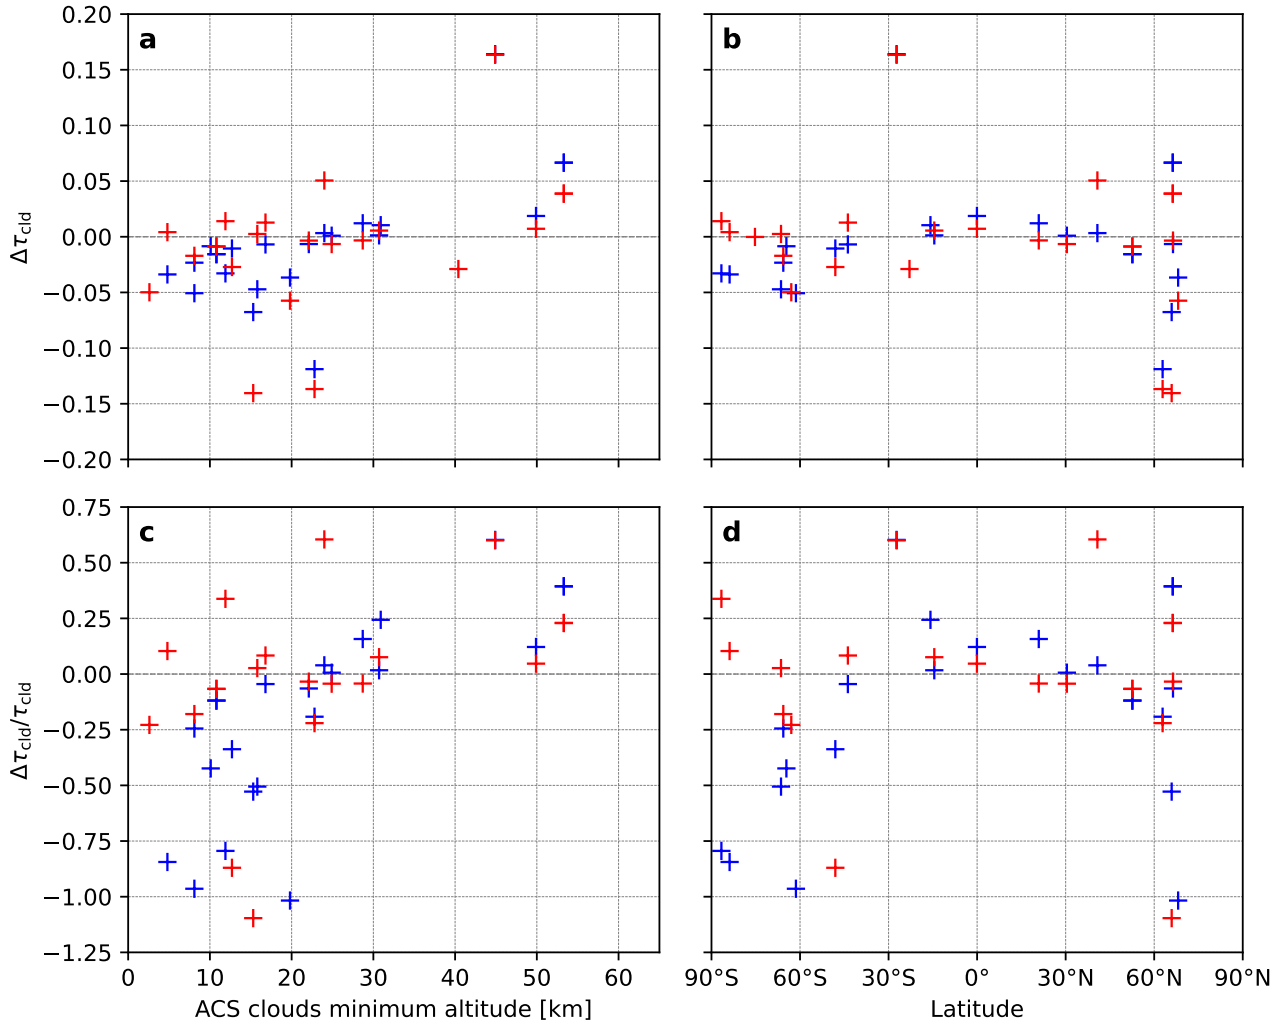 a
0.20
0.15
0.10
0.05
0.00
−0.05
−0.10
−0.15
−0.20
Δτcld
b
c
0.75
0.50
0.25
0.00
−0.25
−0.50
−0.75
−1.00
−1.25
Δτcld/τcld
0 10 20 30 40 50 60
ACS clouds minimum altitude [km]
d
90°S 60°S 30°S 0° 30°N 60°N 90°N
Latitude